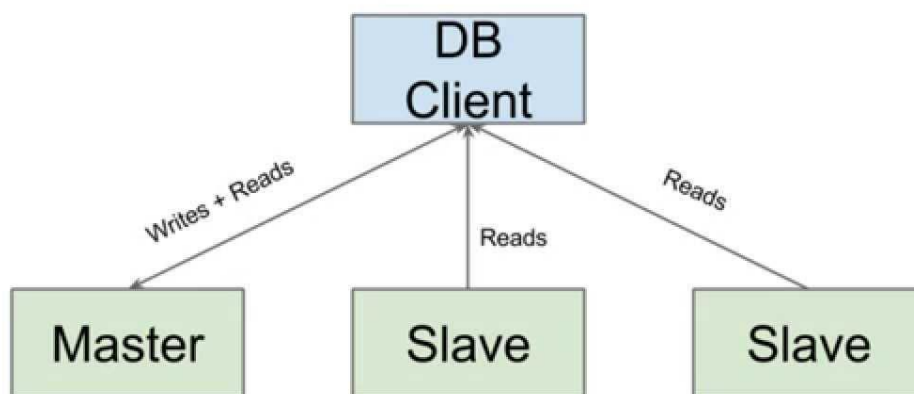 DB
Client
Writes + Reads
Reads
Reads
Master
Slave
Slave